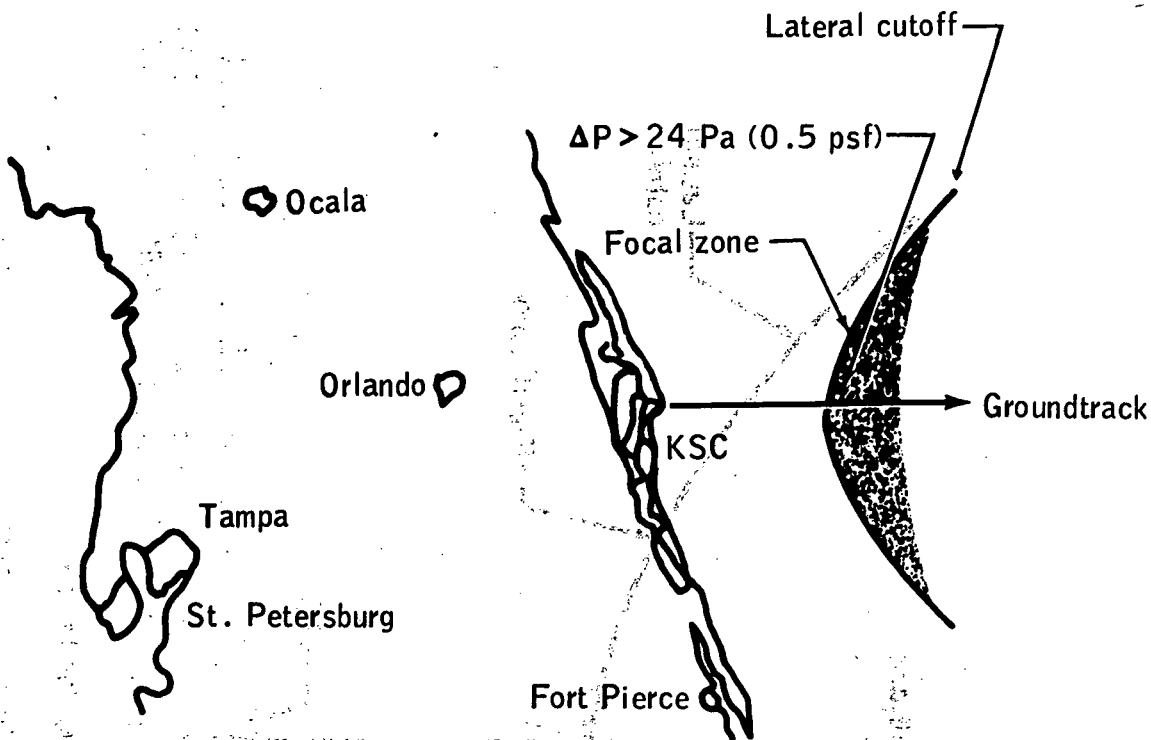 Lateral cutoff
ΔP > 24 Pa (0.5 psf)
Ocala
Focal zone
Orlando
Groundtrack
KSC
Tampa
St. Petersburg
Fort Pierce